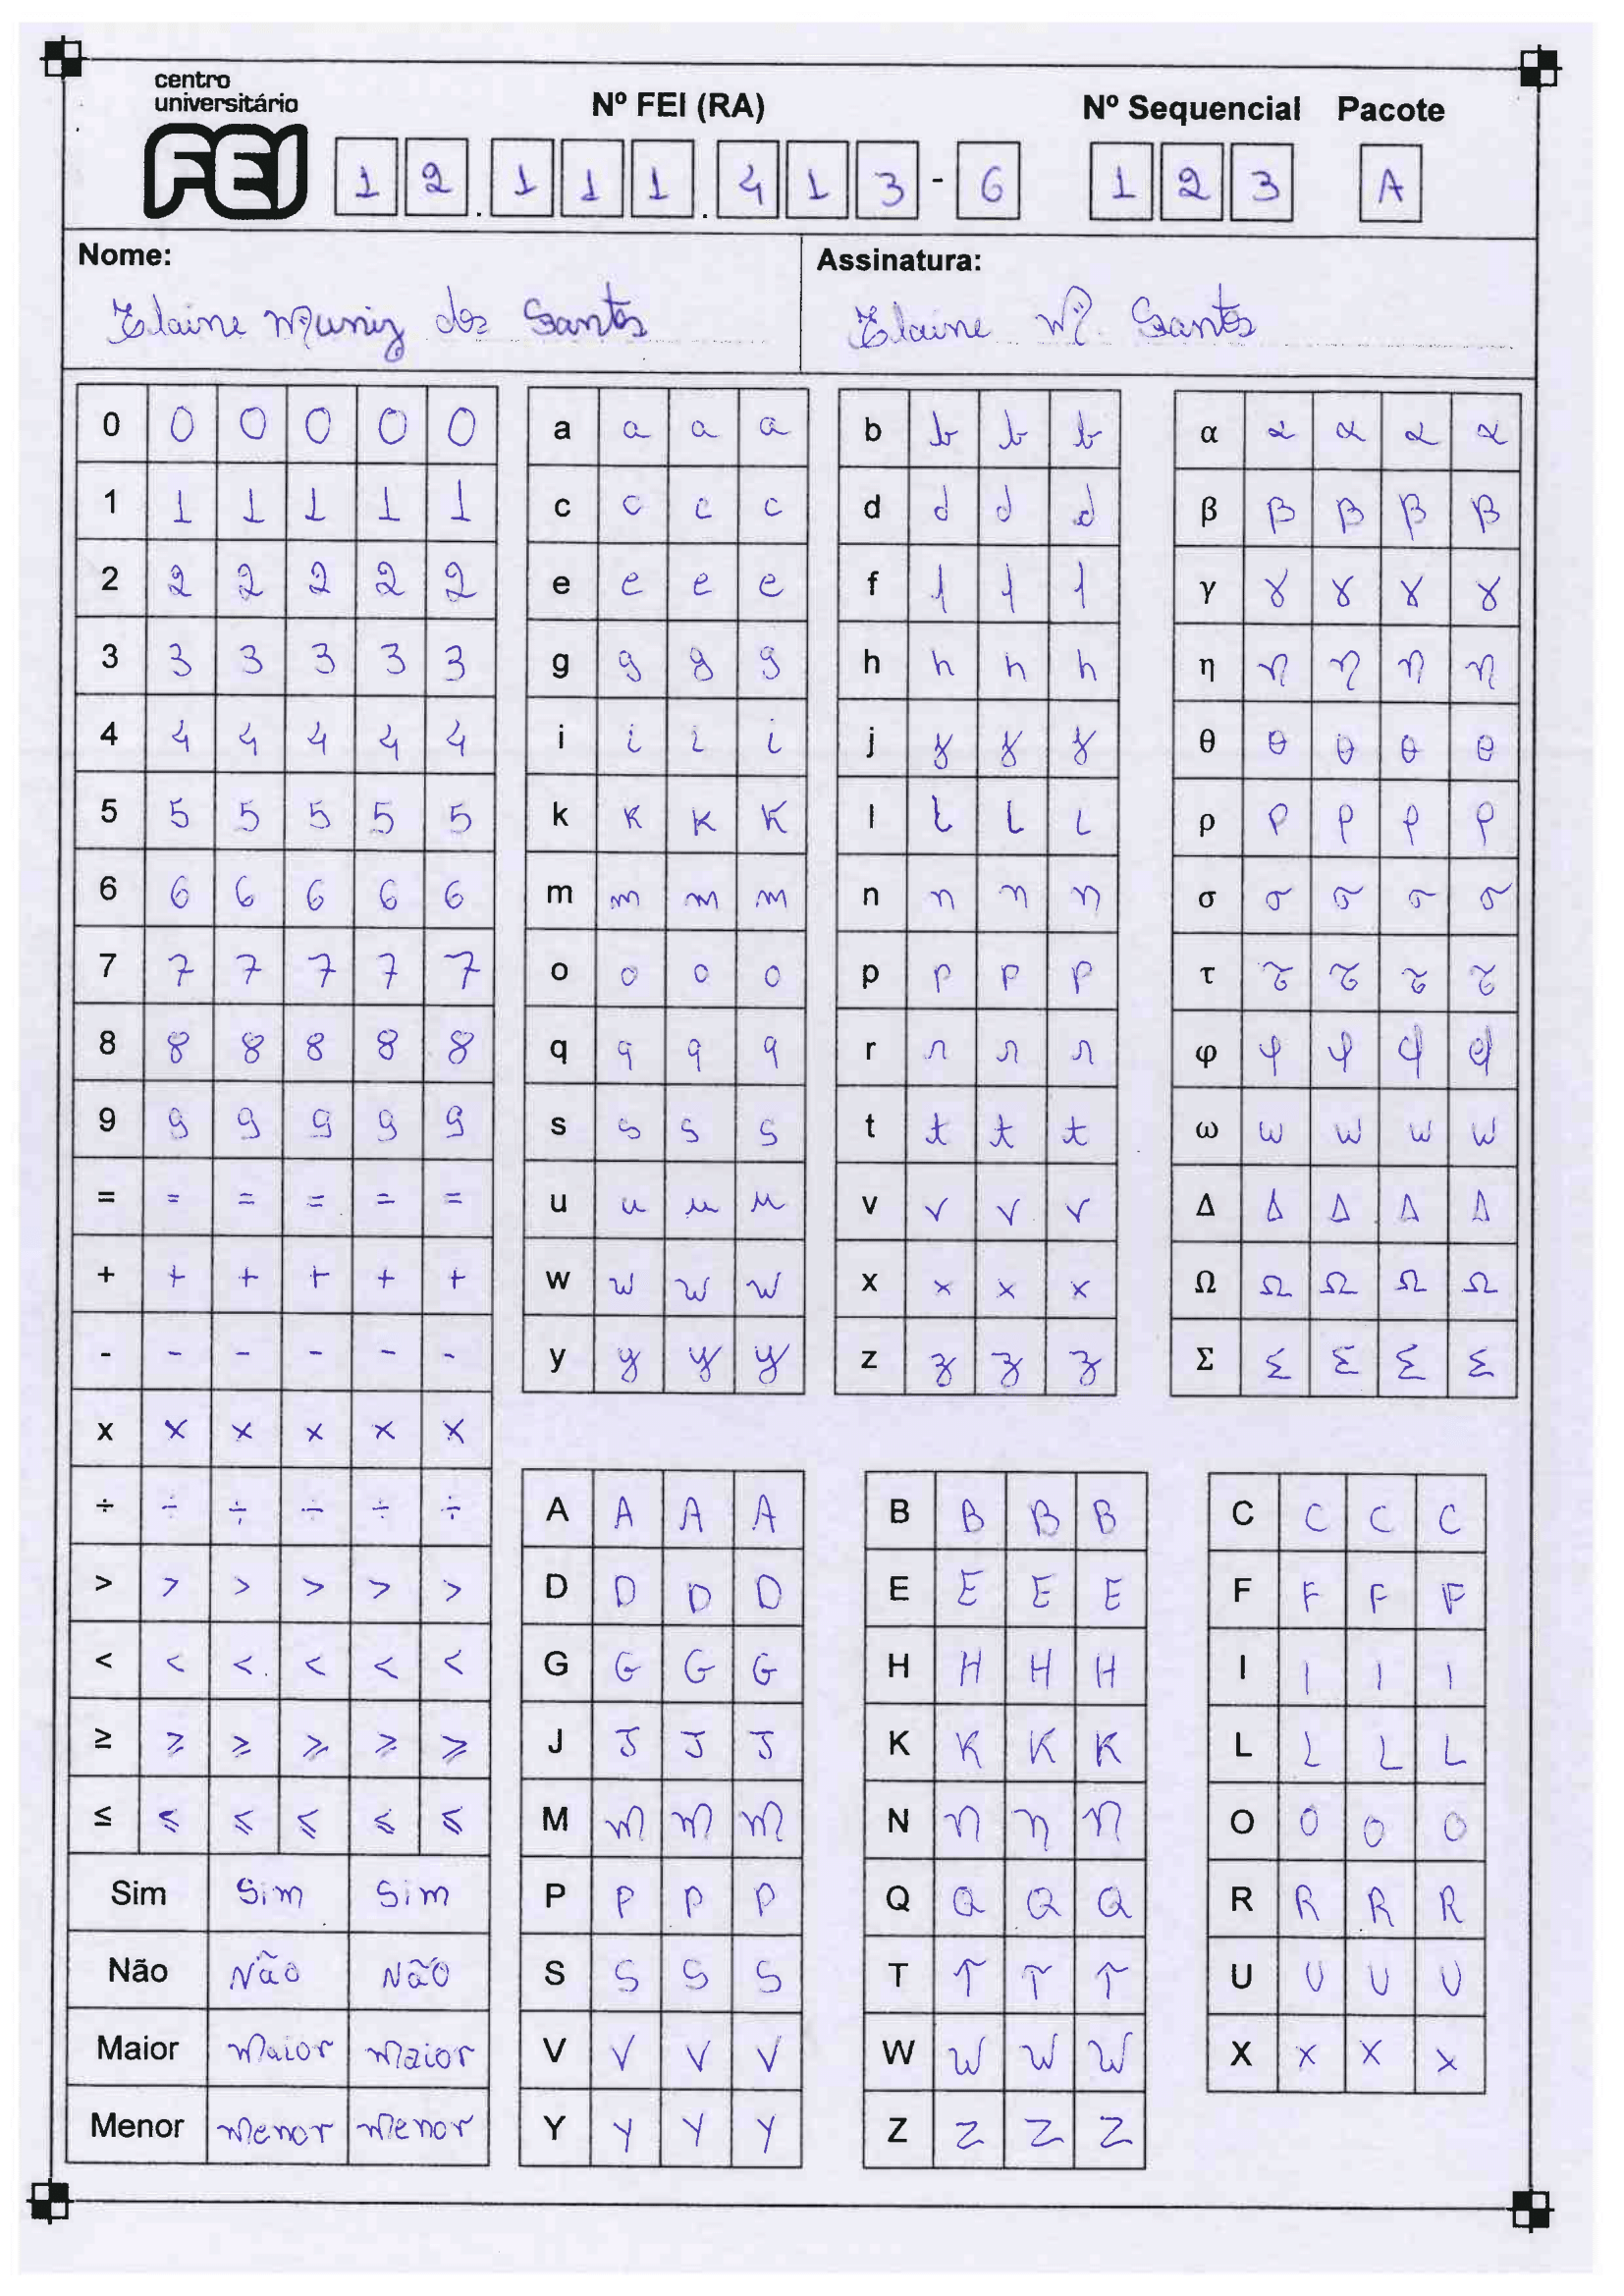 centro
universitário
FEI
Nº FEI (RA) Nº Sequencial Pacote
1 2 . 1 1 1 . 4 1 3 - 6 1 2 3 A
Nome: Assinatura:
Elaine Muniz dos Santos Elaine M. Santos
0 0 0 0 0 0
1 1 1 1 1 1
2 2 2 2 2 2
3 3 3 3 3 3
4 4 4 4 4 4
5 5 5 5 5 5
6 6 6 6 6 6
7 7 7 7 7 7
8 8 8 8 8 8
9 9 9 9 9 9
= = = = = =
+ + + + + +
- - - - - -
x x x x x x
÷ ÷ ÷ ÷ ÷ ÷
> > > > > >
< < < < < <
≥ ≥ ≥ ≥ ≥ ≥
≤ ≤ ≤ ≤ ≤ ≤
Sim Sim Sim
Não Não Não
Maior Maior Maior
Menor Menor Menor
a a a a b b b b
c c c c d d d d
e e e e f f f f
g g g g h h h h
i i i i j j j j
k k k k l l l l
m m m m n n n n
o o o o p p p p
q q q q r r r r
s s s s t t t t
u u u u v v v v
w w w w x x x x
y y y y z z z z
α α α α α
β β β β β
γ γ γ γ γ
η η η η η
θ θ θ θ θ
ρ ρ ρ ρ ρ
σ σ σ σ σ
τ τ τ τ τ
φ φ φ φ φ
ω ω ω ω ω
Δ Δ Δ Δ Δ
Ω Ω Ω Ω Ω
Σ Σ Σ Σ Σ
A A A A B B B B C C C C
D D D D E E E E F F F F
G G G G H H H H I I I I
J J J J K K K K L L L L
M M M M N N N N O O O O
P P P P Q Q Q Q R R R R
S S S S T T T T U U U U
V V V V W W W W X X X X
Y Y Y Y Z Z Z Z